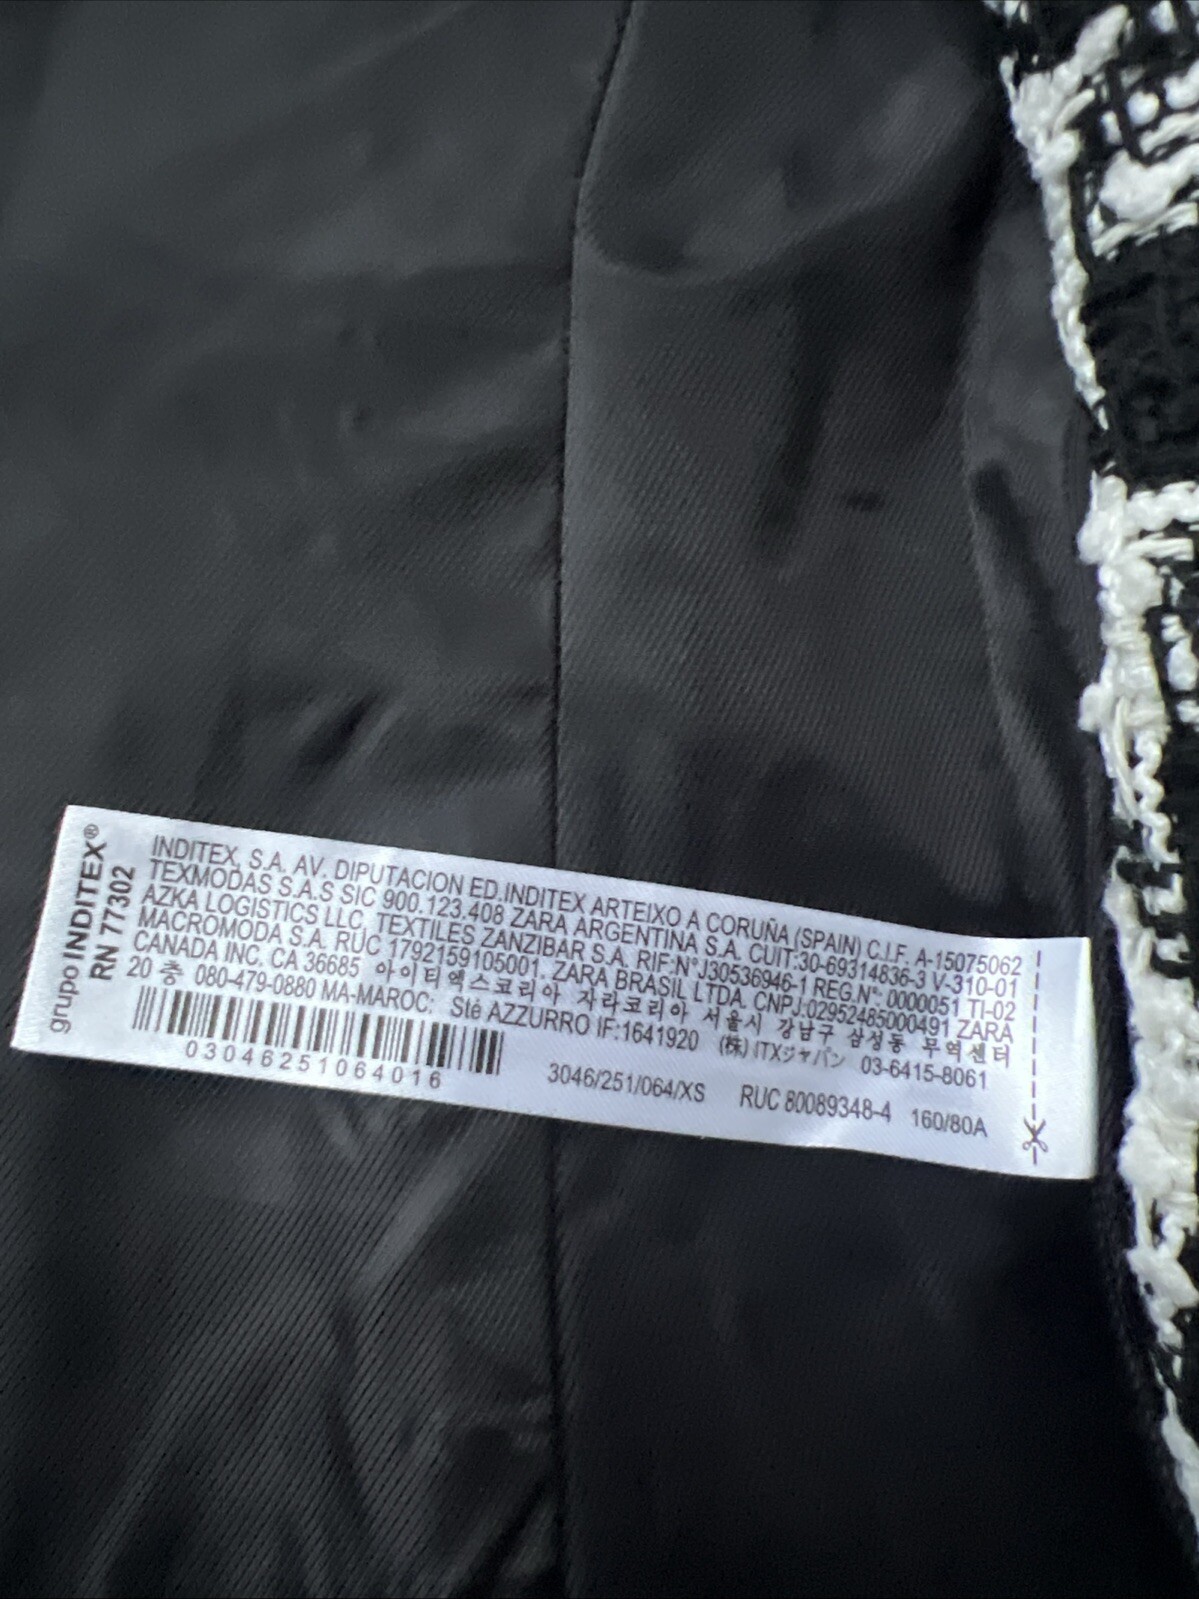 grupo INDITEX®
RN 77302
INDITEX, S.A. AV. DIPUTACION ED.INDITEX ARTEIXO A CORUÑA (SPAIN) C.I.F. A-15075062
TEXMODAS S.A.S SIC 900.123.408 ZARA ARGENTINA S.A. CUIT:30-69314836-3 V-310-01
AZKA LOGISTICS LLC, TEXTILES ZANZIBAR S.A. RIF:N°J30536946-1 REG.Nº: 0000051 TI-02
MACROMODA S.A. RUC 1792159105001, ZARA BRASIL LTDA. CNPJ:02952485000491 ZARA
CANADA INC. CA 36685 아이티엑스코리아 자라코리아 서울시 강남구 삼성동 무역센터
20 층 080-479-0880 MA-MAROC: Sté AZZURRO IF:1641920 (株) ITXジャパン 03-6415-8061
03046251064016
3046/251/064/XS RUC 80089348-4 160/80A